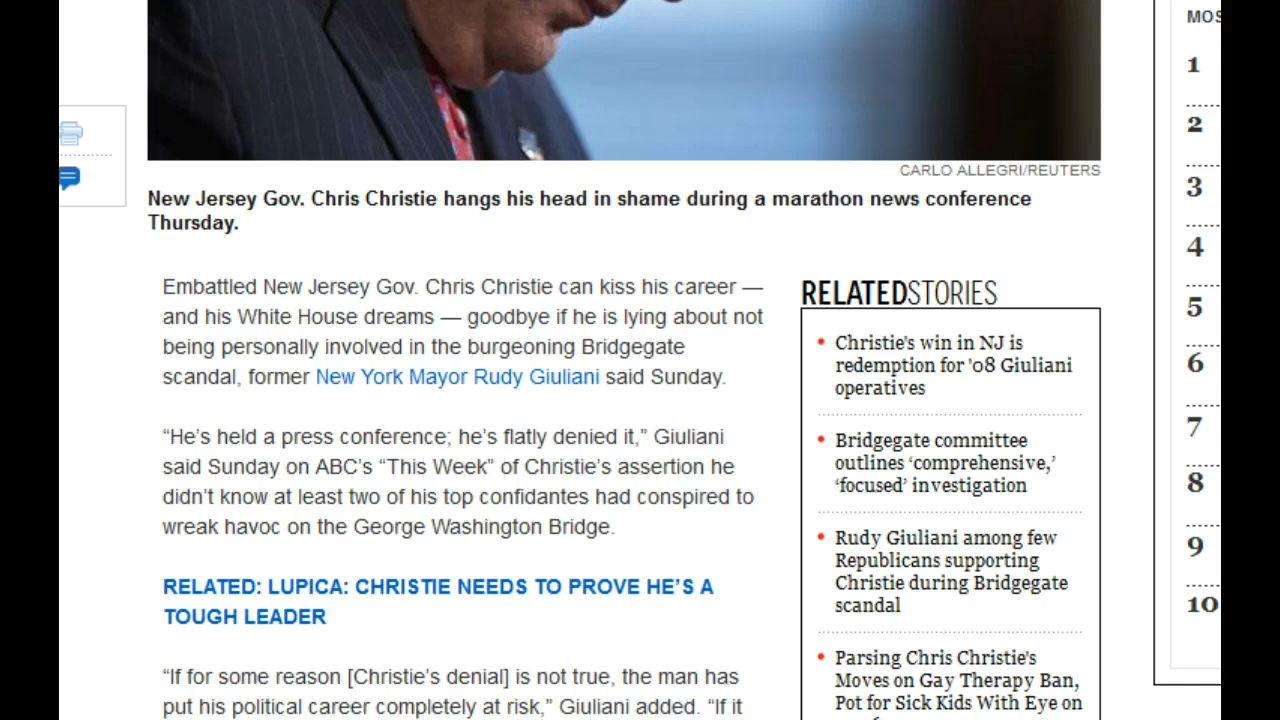 MOS
1
2
3
4
5
6
7
8
9
10
CARLO ALLEGRI/REUTERS
New Jersey Gov. Chris Christie hangs his head in shame during a marathon news conference
Thursday.
Embattled New Jersey Gov. Chris Christie can kiss his career —
and his White House dreams — goodbye if he is lying about not
being personally involved in the burgeoning Bridgegate
scandal, former New York Mayor Rudy Giuliani said Sunday.
“He’s held a press conference; he’s flatly denied it,” Giuliani
said Sunday on ABC’s “This Week” of Christie’s assertion he
didn’t know at least two of his top confidantes had conspired to
wreak havoc on the George Washington Bridge.
RELATED: LUPICA: CHRISTIE NEEDS TO PROVE HE’S A
TOUGH LEADER
“If for some reason [Christie’s denial] is not true, the man has
put his political career completely at risk,” Giuliani added. “If it
RELATEDSTORIES
Christie's win in NJ is
redemption for '08 Giuliani
operatives
Bridgegate committee
outlines ‘comprehensive,’
‘focused’ investigation
Rudy Giuliani among few
Republicans supporting
Christie during Bridgegate
scandal
Parsing Chris Christie's
Moves on Gay Therapy Ban,
Pot for Sick Kids With Eye on